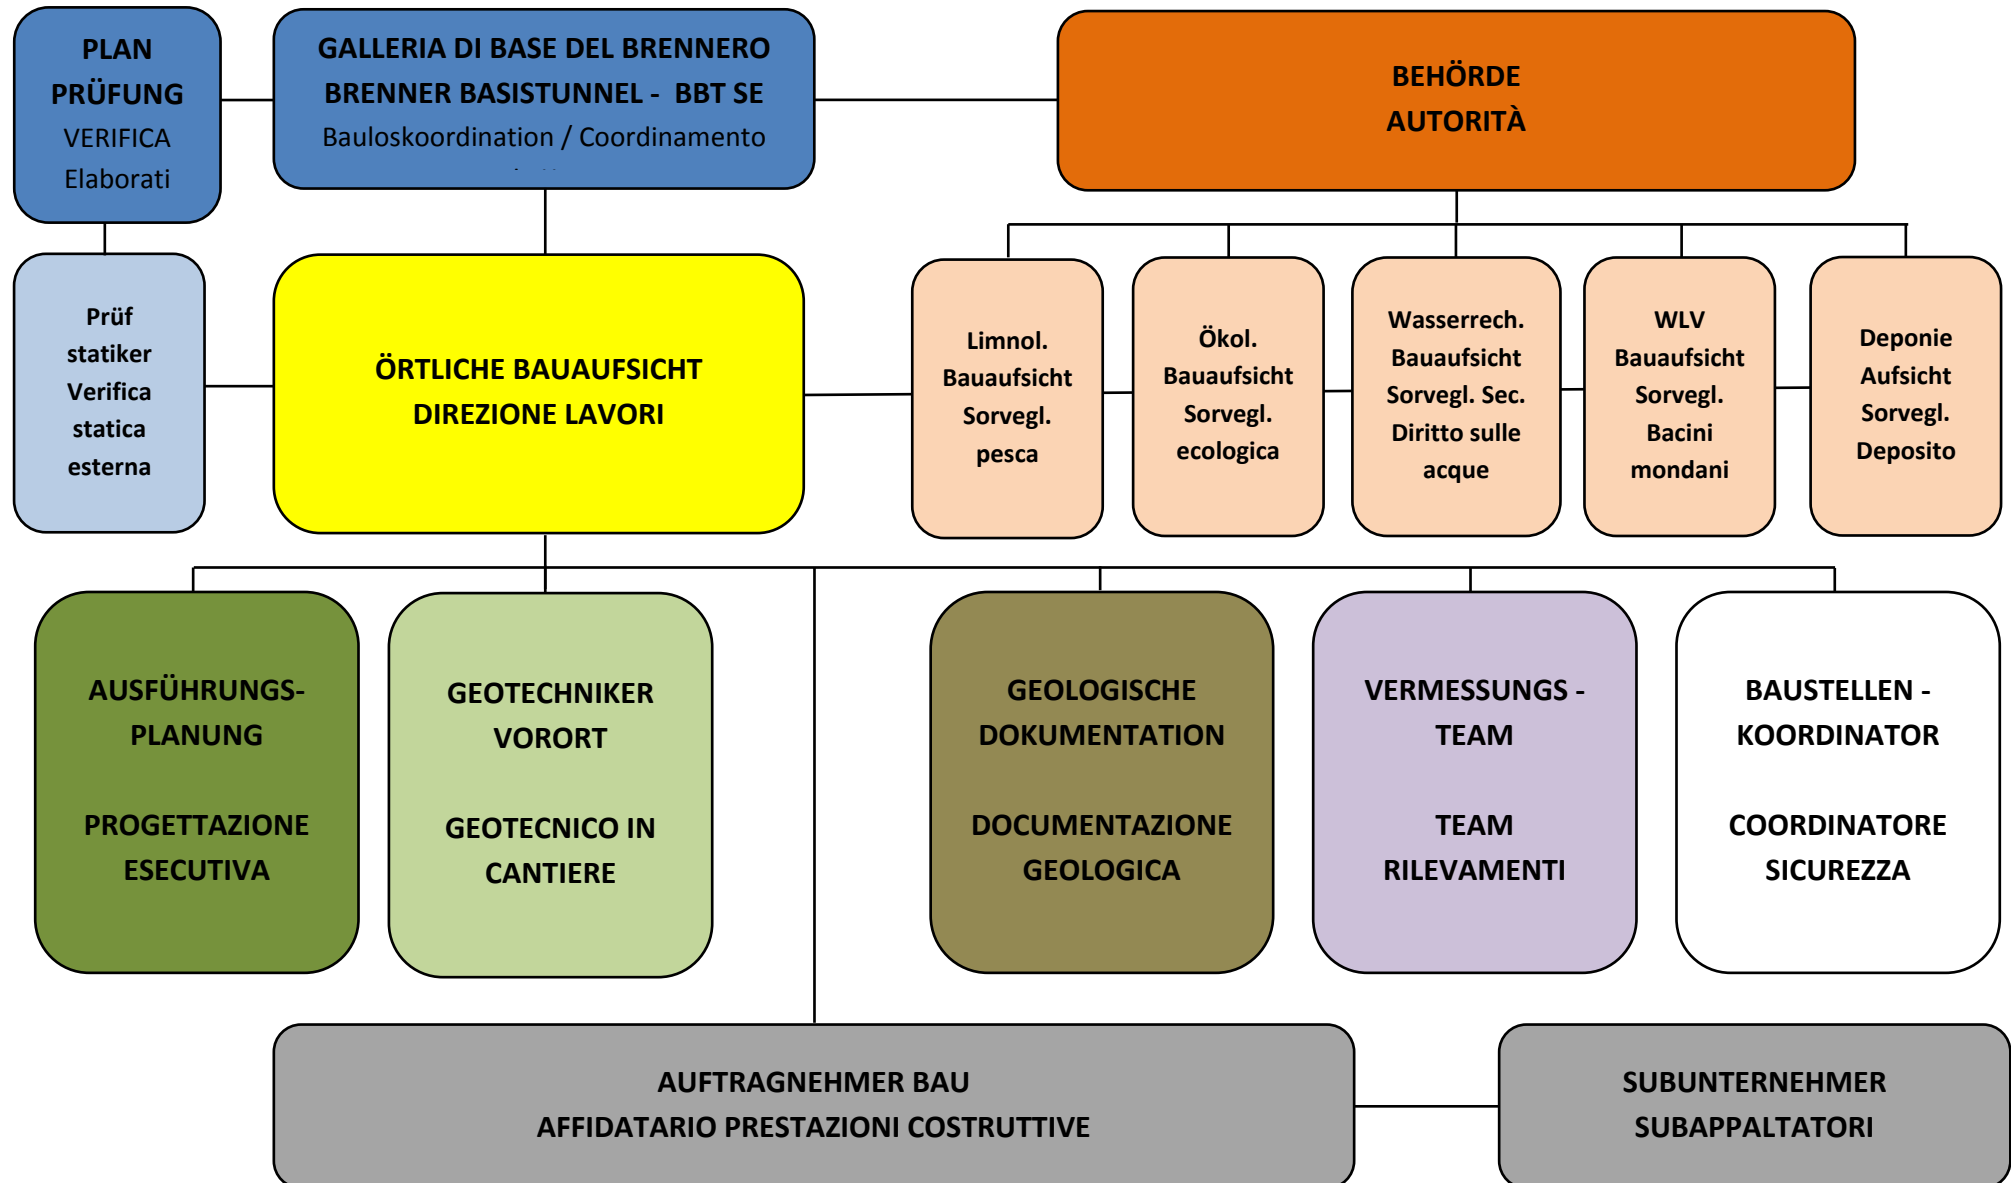 PLAN
PRÜFUNG
VERIFICA
Elaborati
GALLERIA DI BASE DEL BRENNERO
BRENNER BASISTUNNEL - BBT SE
Bauloskoordination / Coordinamento
BEHÖRDE
AUTORITÀ
Prüf
statiker
Verifica
statica
esterna
ÖRTLICHE BAUAUFSICHT
DIREZIONE LAVORI
Limnol.
Bauaufsicht
Sorvegl.
pesca
Ökol.
Bauaufsicht
Sorvegl.
ecologica
Wasserrech.
Bauaufsicht
Sorvegl. Sec.
Diritto sulle
acque
WLV
Bauaufsicht
Sorvegl.
Bacini
mondani
Deponie
Aufsicht
Sorvegl.
Deposito
AUSFÜHRUNGS-
PLANUNG
PROGETTAZIONE
ESECUTIVA
GEOTECHNIKER
VORORT
GEOTECNICO IN
CANTIERE
GEOLOGISCHE
DOKUMENTATION
DOCUMENTAZIONE
GEOLOGICA
VERMESSUNGS -
TEAM
TEAM
RILEVAMENTI
BAUSTELLEN -
KOORDINATOR
COORDINATORE
SICUREZZA
AUFTRAGNEHMER BAU
AFFIDATARIO PRESTAZIONI COSTRUTTIVE
SUBUNTERNEHMER
SUBAPPALTATORI